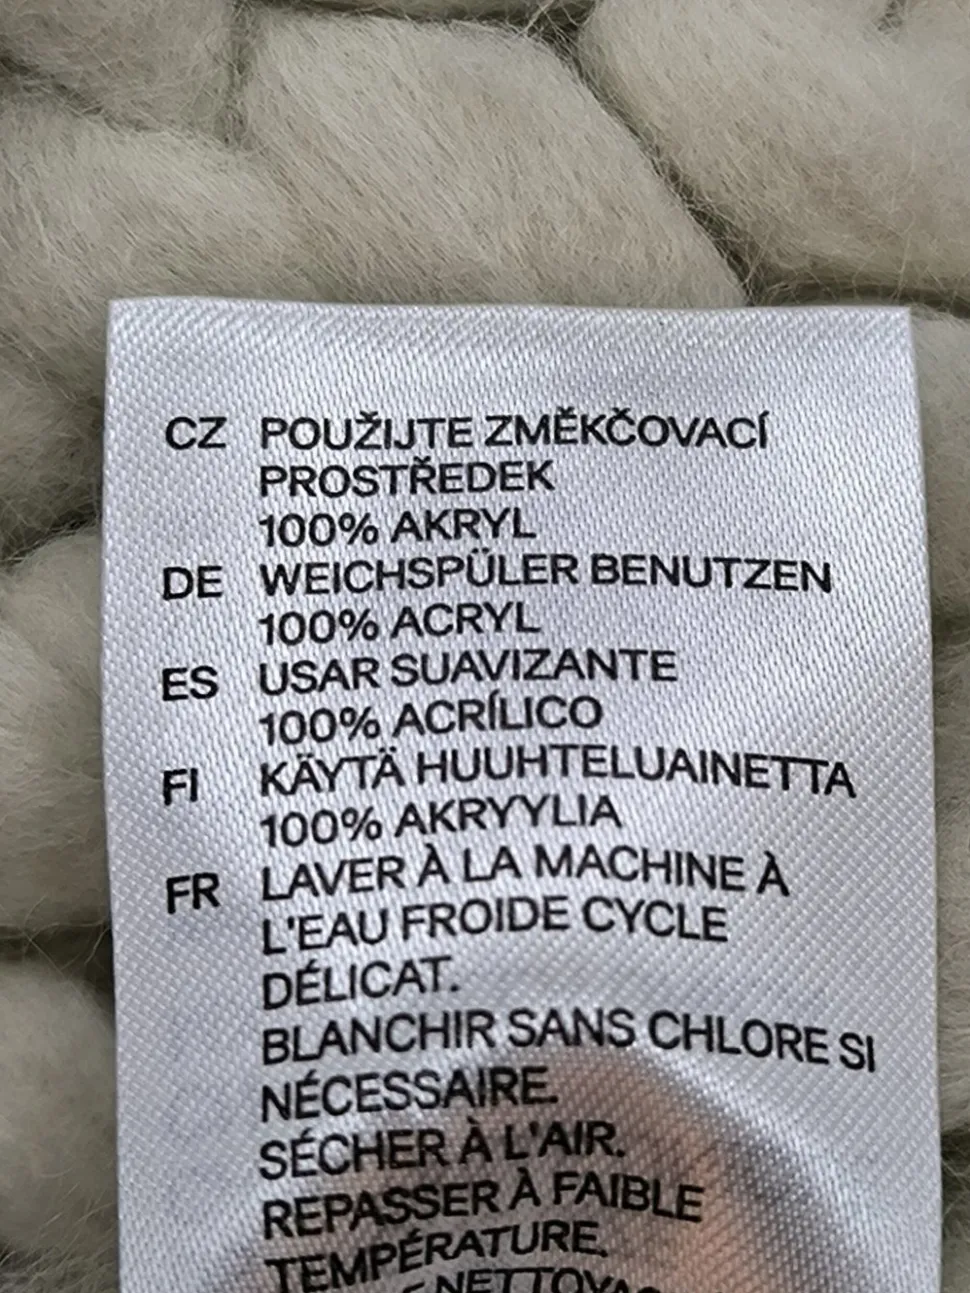 CZ POUŽIJTE ZMĚKČOVACÍ
PROSTŘEDEK
100% AKRYL
DE WEICHSPÜLER BENUTZEN
100% ACRYL
ES USAR SUAVIZANTE
100% ACRÍLICO
FI KÄYTÄ HUUHTELUAINETTA
100% AKRYYLIA
FR LAVER À LA MACHINE À
L'EAU FROIDE CYCLE
DÉLICAT.
BLANCHIR SANS CHLORE SI
NÉCESSAIRE.
SÉCHER À L'AIR.
REPASSER À FAIBLE
TEMPÉRATURE.